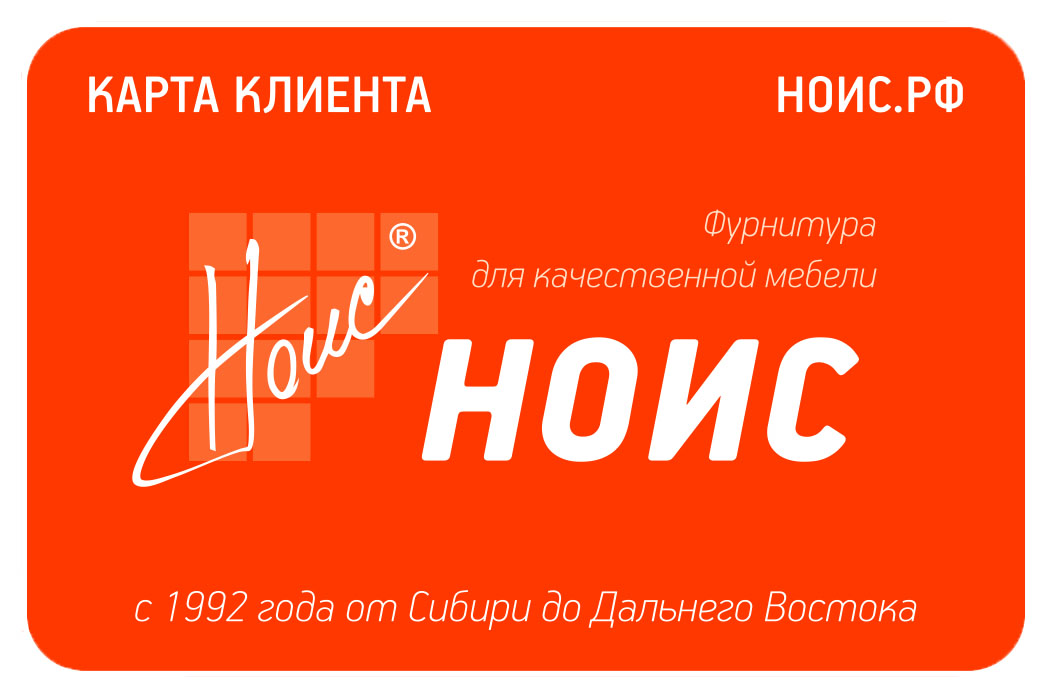 КАРТА КЛИЕНТА
НОИС.РФ
Фурнитура
для качественной мебели
Ноис ®
НОИС
с 1992 года от Сибири до Дальнего Востока